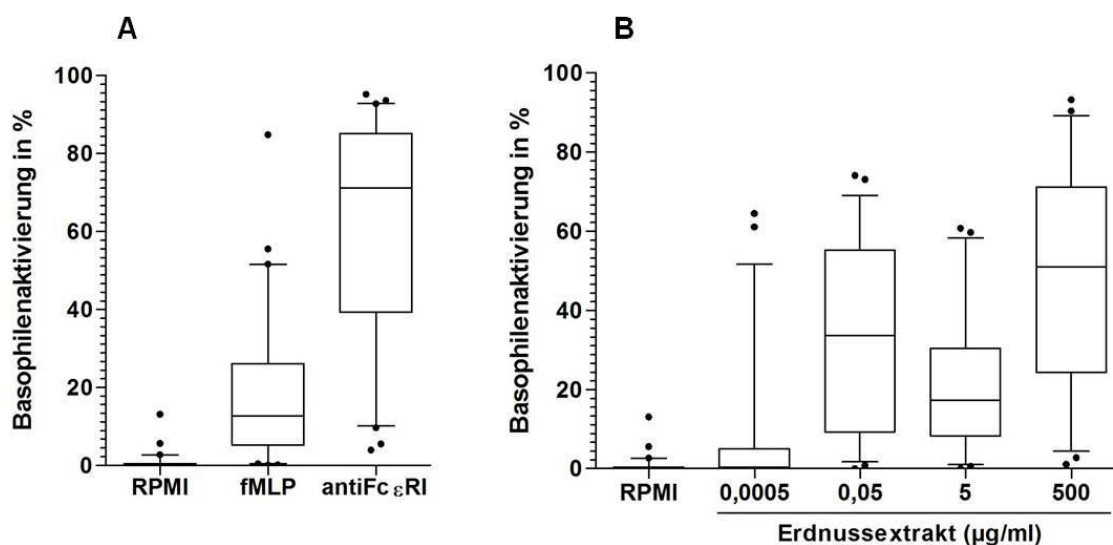 A
Basophilenaktivierung in %
100
80
60
40
20
0
RPMI fMLP antiFc εRI
B
Basophilenaktivierung in %
100
80
60
40
20
0
RPMI 0,0005 0,05 5 500
Erdnussextrakt (µg/ml)